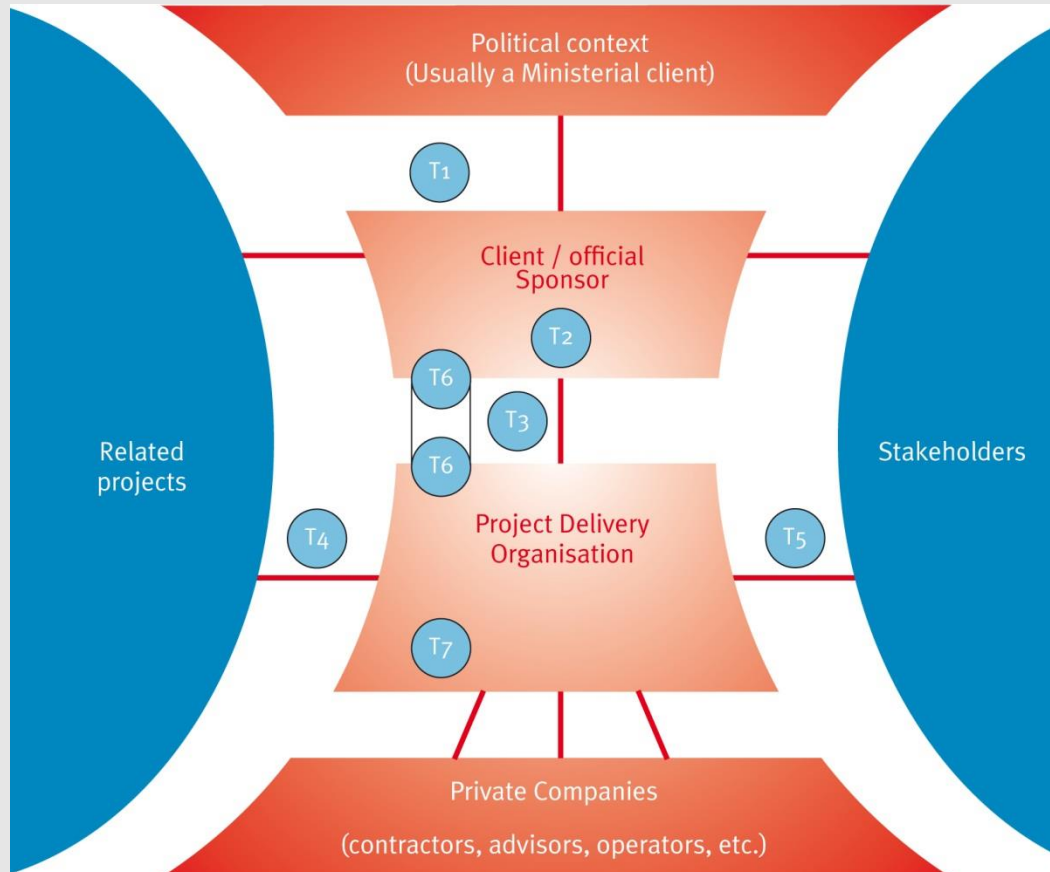 Political context
(Usually a Ministerial client)
T1
Client / official
Sponsor
T2
T6
T3
T6
Related
projects
Stakeholders
Project Delivery
Organisation
T4
T5
T7
Private Companies
(contractors, advisors, operators, etc.)